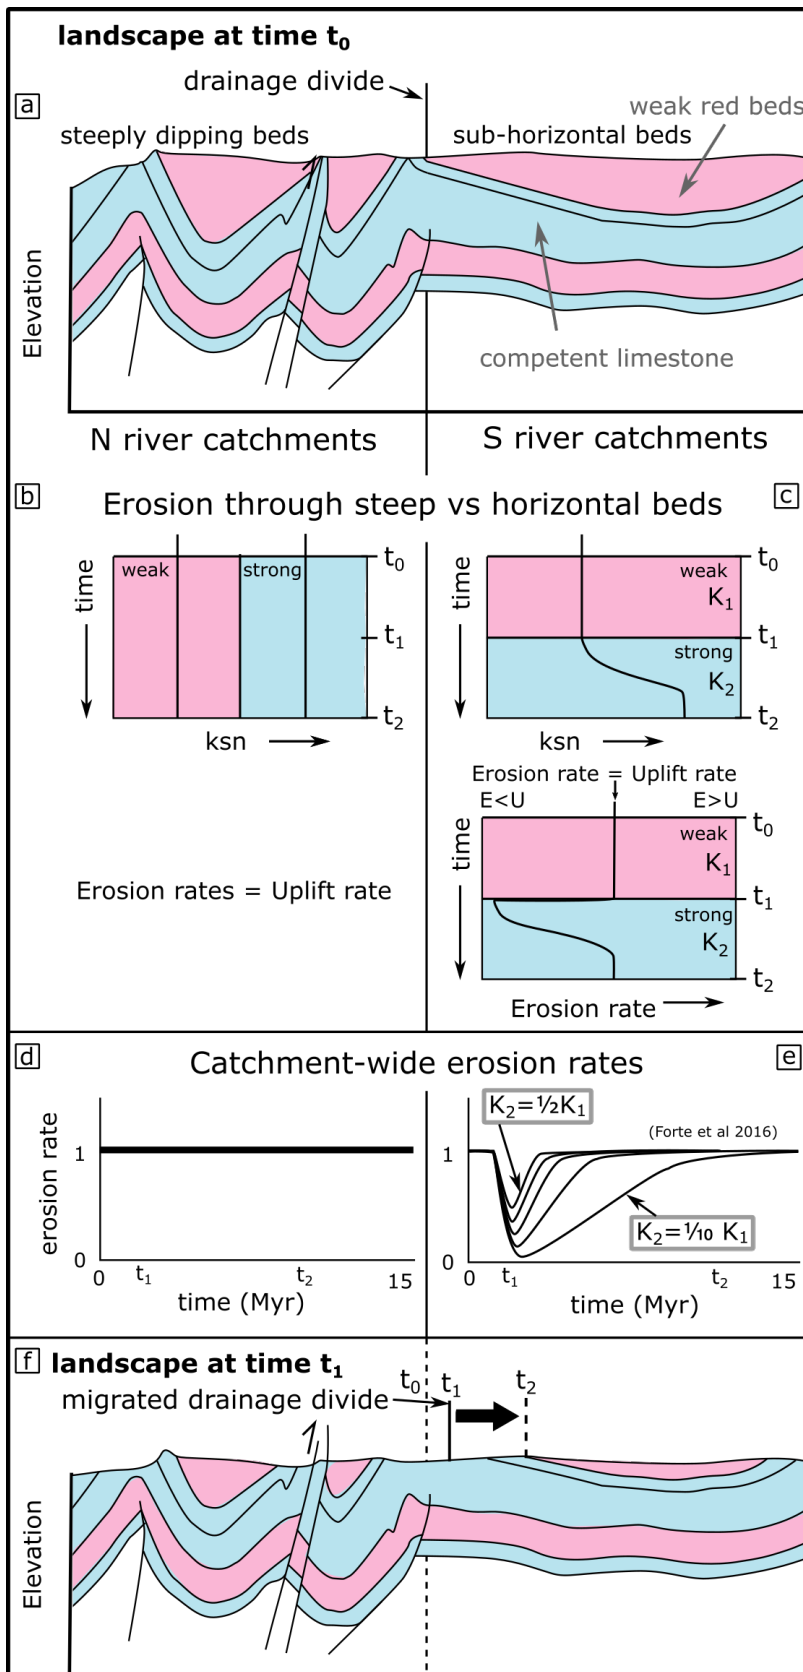 landscape at time t₀
drainage divide
a
weak red beds
steeply dipping beds
sub-horizontal beds
Elevation
competent limestone
N river catchments
S river catchments
b
c
Erosion through steep vs horizontal beds
time
weak
strong
t₀
t₁
t₂
ksn
time
weak
K₁
strong
K₂
t₀
t₁
t₂
ksn
Erosion rate = Uplift rate
E<U
E>U
time
weak
K₁
strong
K₂
t₀
t₁
t₂
Erosion rate
Erosion rates = Uplift rate
d
e
Catchment-wide erosion rates
erosion rate
1
0
0
t₁
t₂
15
time (Myr)
K₂=½K₁
(Forte et al 2016)
K₂=⅒ K₁
1
0
0
t₁
t₂
15
time (Myr)
f
landscape at time t₁
migrated drainage divide
t₀
t₁
t₂
Elevation